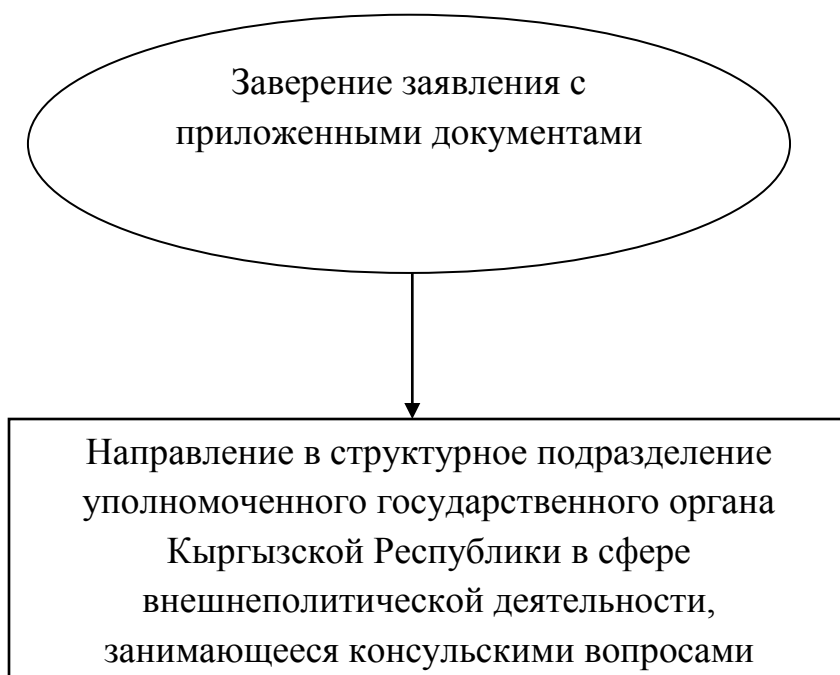 Заверение заявления с
приложенными документами
Направление в структурное подразделение
уполномоченного государственного органа
Кыргызской Республики в сфере
внешнеполитической деятельности,
занимающееся консульскими вопросами